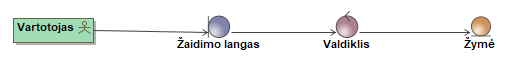 Vartotojas
Žaidimo langas
Valdiklis
Žymė